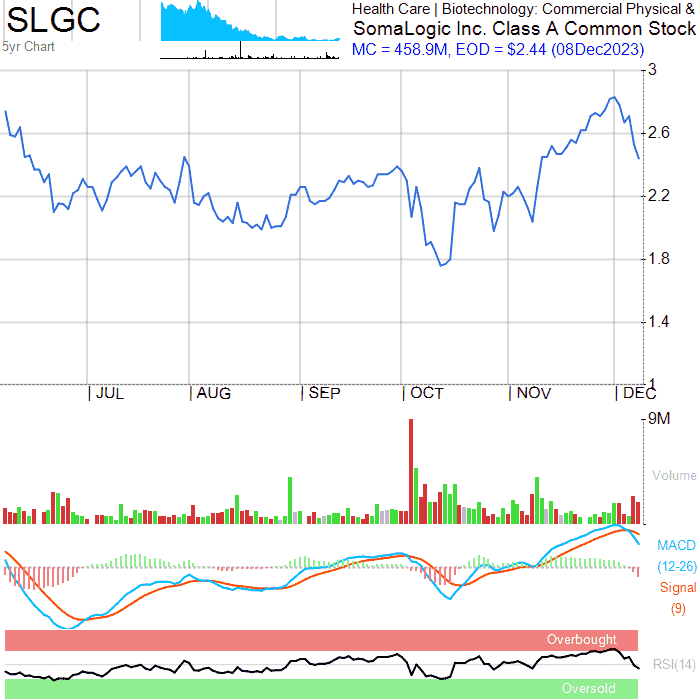 SLGC
5yr Chart
Health Care | Biotechnology: Commercial Physical &
SomaLogic Inc. Class A Common Stock
MC = 458.9M, EOD = $2.44 (08Dec2023)
3
2.6
2.2
1.8
1.4
1
JUL AUG SEP OCT NOV DEC
9M
Volume
MACD
(12-26)
Signal
(9)
Overbought
RSI(14)
Oversold